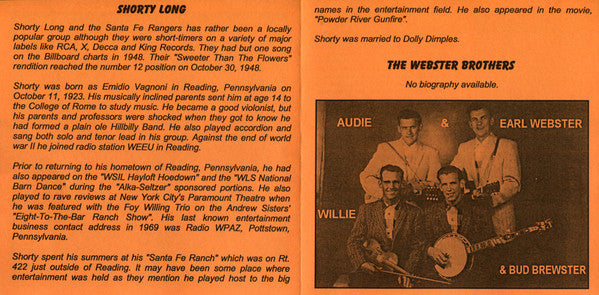 SHORTY LONG
Shorty Long and the Santa Fe Rangers has rather been a locally
popular group although they were short-timers on a variety of major
labels like RCA, X, Decca and King Records. They had but one song
on the Billboard charts in 1948. Their "Sweeter Than The Flowers"
rendition reached the number 12 position on October 30, 1948.
Shorty was born as Emidio Vagnoni in Reading, Pennsylvania on
October 11, 1923. His musically inclined parents sent him at age 14 to
the College of Rome to study music. He became a good violonist, but
his parents and professors were shocked when they got to know he
had formed a plain ole Hillbilly Band. He also played accordion and
sang both solo and tenor lead in his group. Against the end of world
war II he joined radio station WEEU in Reading.
Prior to returning to his hometown of Reading, Pennsylvania, he had
also appeared on the "WSIL Hayloft Hoedown" and the "WLS National
Barn Dance" during the "Alka-Seltzer" sponsored portions. He also
played to rave reviews at New York City's Paramount Theatre when
he was featured with the Foy Willing Trio on the Andrew Sisters'
"Eight-To-The-Bar Ranch Show". His last known entertainment
business contact address in 1969 was Radio WPAZ, Pottstown,
Pennsylvania.
Shorty spent his summers at his "Santa Fe Ranch" which was on Rt.
422 just outside of Reading. It may have been some place where
entertainment was held as they mention he played host to the big
names in the entertainment field. He also appeared in the movie,
"Powder River Gunfire".
Shorty was married to Dolly Dimples.
THE WEBSTER BROTHERS
No biography available.
AUDIE & EARL WEBSTER
WILLIE
& BUD BREWSTER